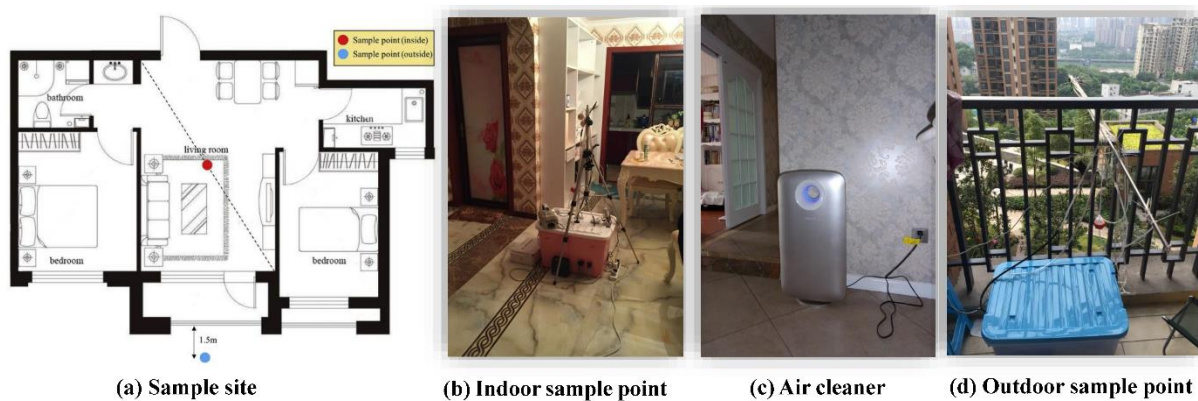 Sample point (inside)
Sample point (outside)
bathroom
kitchen
living room
bedroom
bedroom
1.5m
(a) Sample site
(b) Indoor sample point
(c) Air cleaner
(d) Outdoor sample point